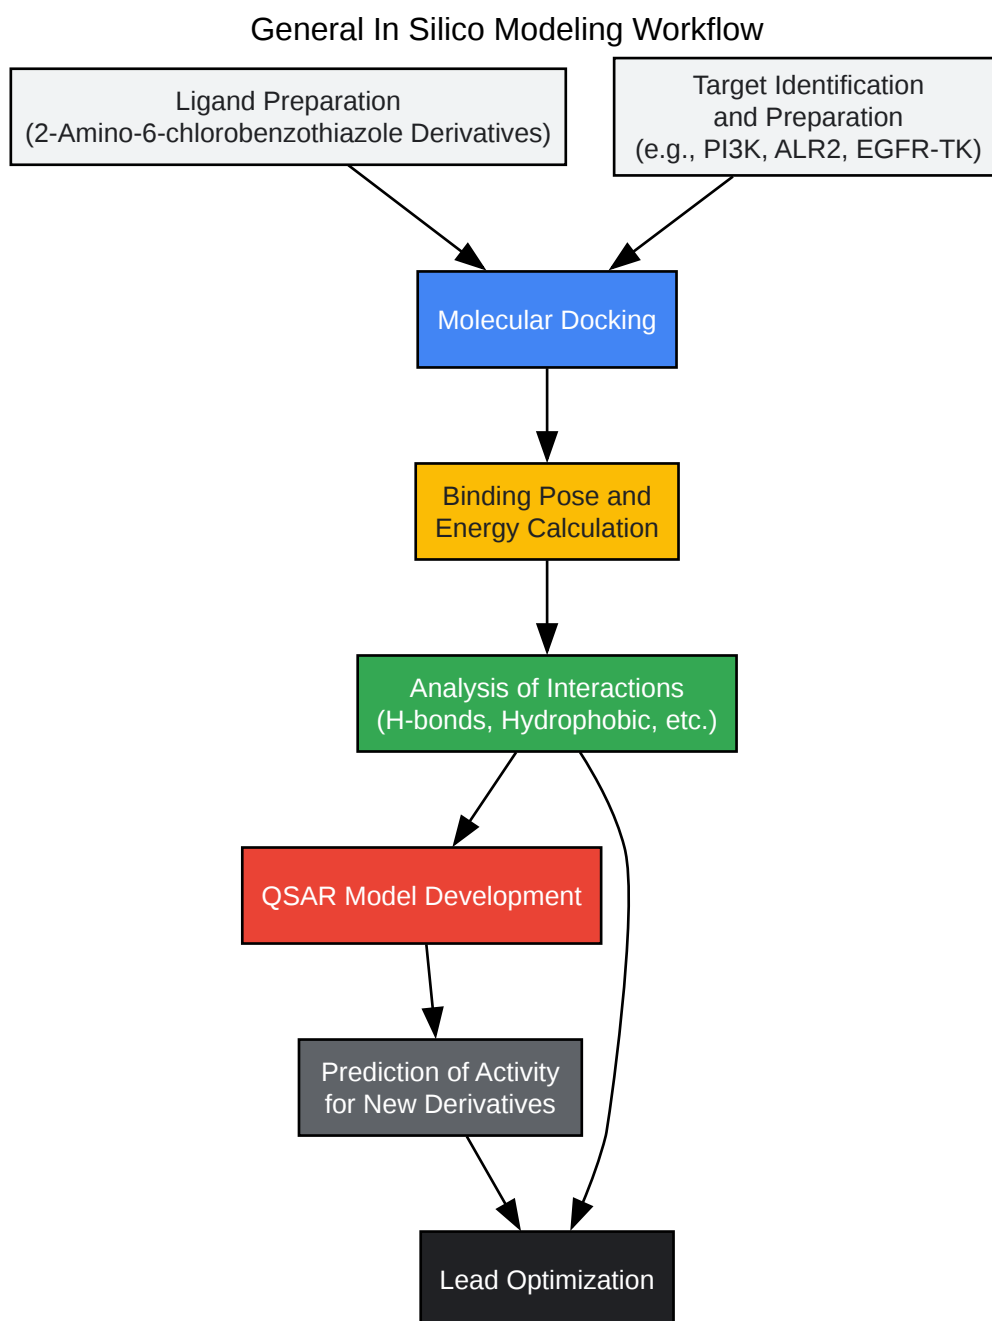 General In Silico Modeling Workflow
Ligand Preparation
(2-Amino-6-chlorobenzothiazole Derivatives)
Target Identification
and Preparation
(e.g., PI3K, ALR2, EGFR-TK)
Molecular Docking
Binding Pose and
Energy Calculation
Analysis of Interactions
(H-bonds, Hydrophobic, etc.)
QSAR Model Development
Prediction of Activity
for New Derivatives
Lead Optimization